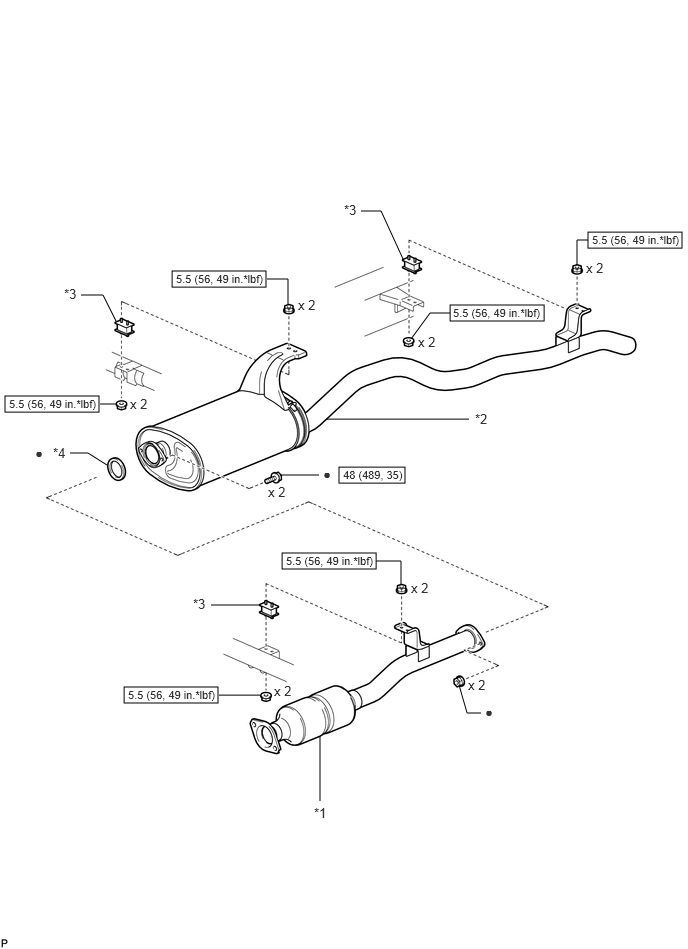 *3
5.5 (56, 49 in.*lbf)
x 2
5.5 (56, 49 in.*lbf)
x 2
*3
5.5 (56, 49 in.*lbf)
x 2
x 2
5.5 (56, 49 in.*lbf)
x 2
*2
● *4
● 48 (489, 35)
x 2
5.5 (56, 49 in.*lbf)
x 2
*3
5.5 (56, 49 in.*lbf)
x 2
x 2
●
*1
P